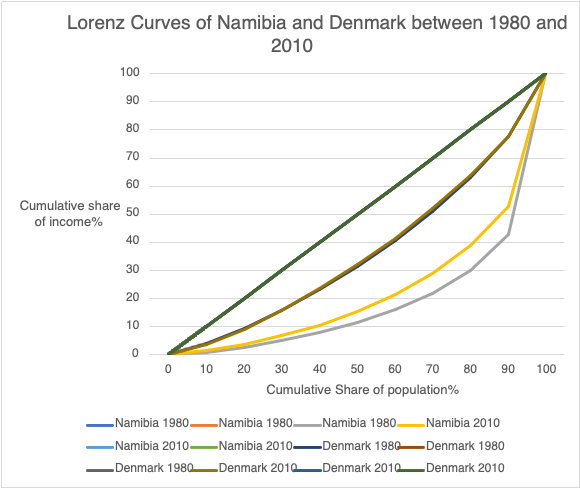 Lorenz Curves of Namibia and Denmark between 1980 and
2010
100
90
80
70
60
50
40
30
20
10
0
Cumulative share
of income%
0 10 20 30 40 50 60 70 80 90 100
Cumulative Share of population%
Namibia 1980 Namibia 1980 Namibia 1980 Namibia 2010
Namibia 2010 Namibia 2010 Denmark 1980 Denmark 1980
Denmark 1980 Denmark 2010 Denmark 2010 Denmark 2010